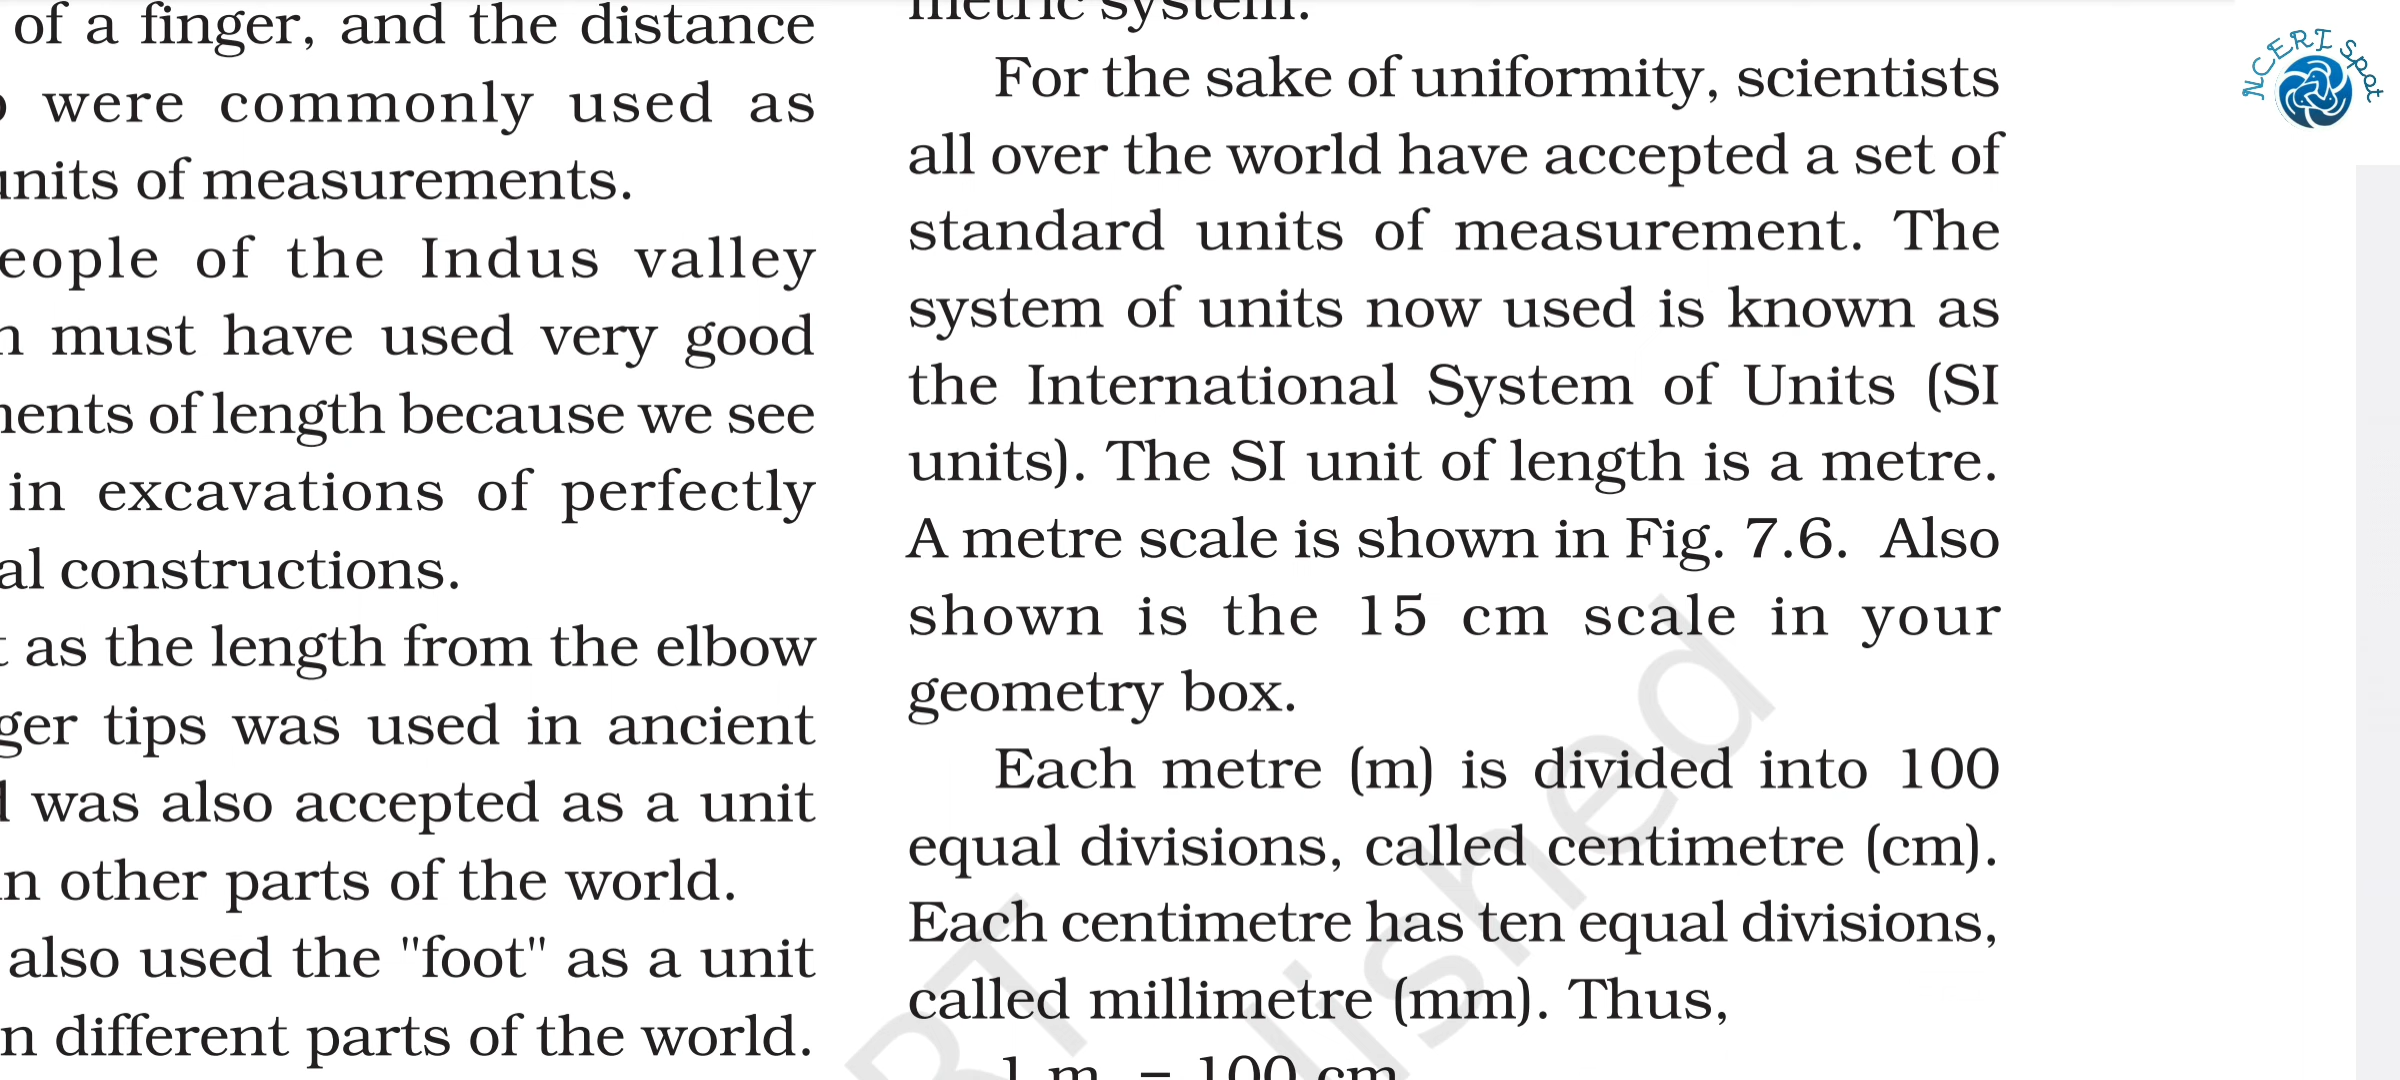 of a finger, and the distance
were commonly used as
of measurements.
of the Indus valley
must have used very good
of length because we see
in excavations of perfectly
constructions.
as the length from the elbow
tips was used in ancient
was also accepted as a unit
other parts of the world.
also used the "foot" as a unit
different parts of the world.
metric system.
For the sake of uniformity, scientists
all over the world have accepted a set of
standard units of measurement. The
system of units now used is known as
the International System of Units (SI
units). The SI unit of length is a metre.
A metre scale is shown in Fig. 7.6. Also
shown is the 15 cm scale in your
geometry box.
Each metre (m) is divided into 100
equal divisions, called centimetre (cm).
Each centimetre has ten equal divisions,
called millimetre (mm). Thus,
1 m = 100 cm
NCERT Spot